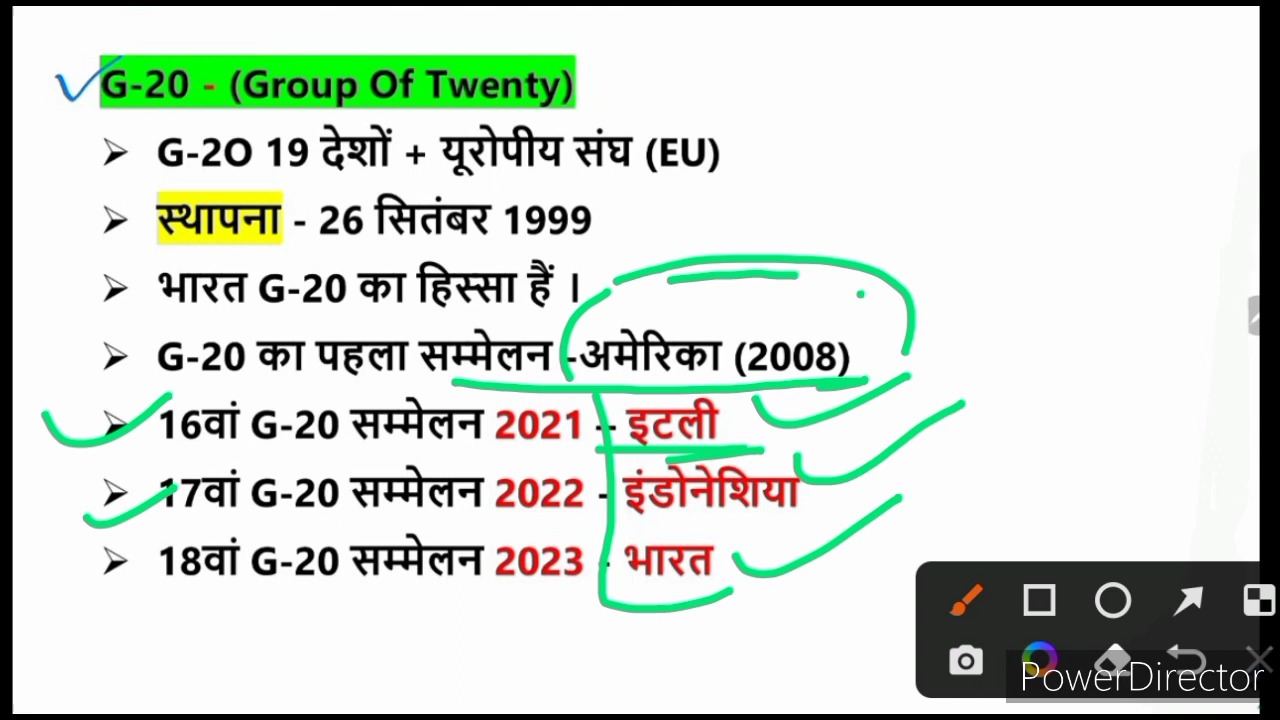 G-20 - (Group Of Twenty)
➢ G-2O 19 देशों + यूरोपीय संघ (EU)
➢ स्थापना - 26 सितंबर 1999
➢ भारत G-20 का हिस्सा हैं ।
➢ G-20 का पहला सम्मेलन -अमेरिका (2008)
➢ 16वां G-20 सम्मेलन 2021 – इटली
➢ 17वां G-20 सम्मेलन 2022 - इंडोनेशिया
➢ 18वां G-20 सम्मेलन 2023 - भारत
PowerDirector